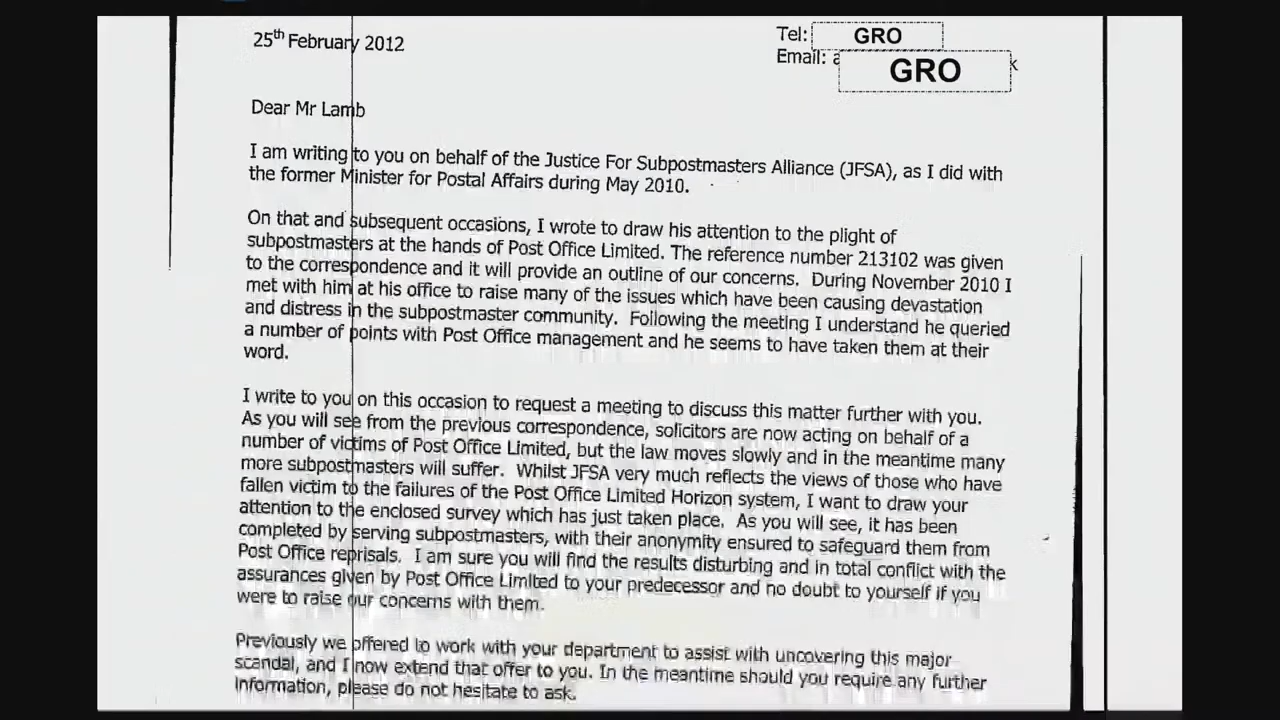 25th February 2012
Tel: GRO
Email: a GRO k
Dear Mr Lamb
I am writing to you on behalf of the Justice For Subpostmasters Alliance (JFSA), as I did with
the former Minister for Postal Affairs during May 2010.
On that and subsequent occasions, I wrote to draw his attention to the plight of
subpostmasters at the hands of Post Office Limited. The reference number 213102 was given
to the correspondence and it will provide an outline of our concerns. During November 2010 I
met with him at his office to raise many of the issues which have been causing devastation
and distress in the subpostmaster community. Following the meeting I understand he queried
a number of points with Post Office management and he seems to have taken them at their
word.
I write to you on this occasion to request a meeting to discuss this matter further with you.
As you will see from the previous correspondence, solicitors are now acting on behalf of a
number of victims of Post Office Limited, but the law moves slowly and in the meantime many
more subpostmasters will suffer. Whilst JFSA very much reflects the views of those who have
fallen victim to the failures of the Post Office Limited Horizon system, I want to draw your
attention to the enclosed survey which has just taken place. As you will see, it has been
completed by serving subpostmasters, with their anonymity ensured to safeguard them from
Post Office reprisals. I am sure you will find the results disturbing and in total conflict with the
assurances given by Post Office Limited to your predecessor and no doubt to yourself if you
were to raise our concerns with them.
Previously we offered to work with your department to assist with uncovering this major
scandal, and I now extend that offer to you. In the meantime should you require any further
information, please do not hesitate to ask.